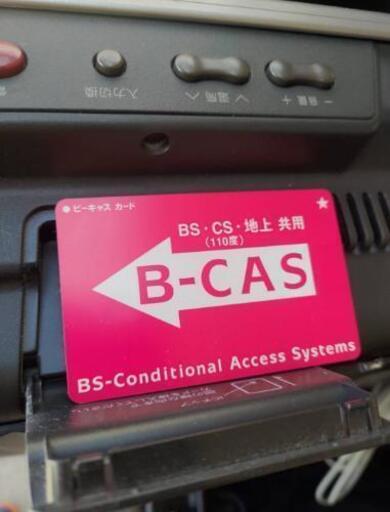 入力切換
∨ 選局 ∧
－ 音量 ＋
● ビーキャス カード
★
BS・CS・地上 共用
(110度)
B-CAS
BS-Conditional Access Systems